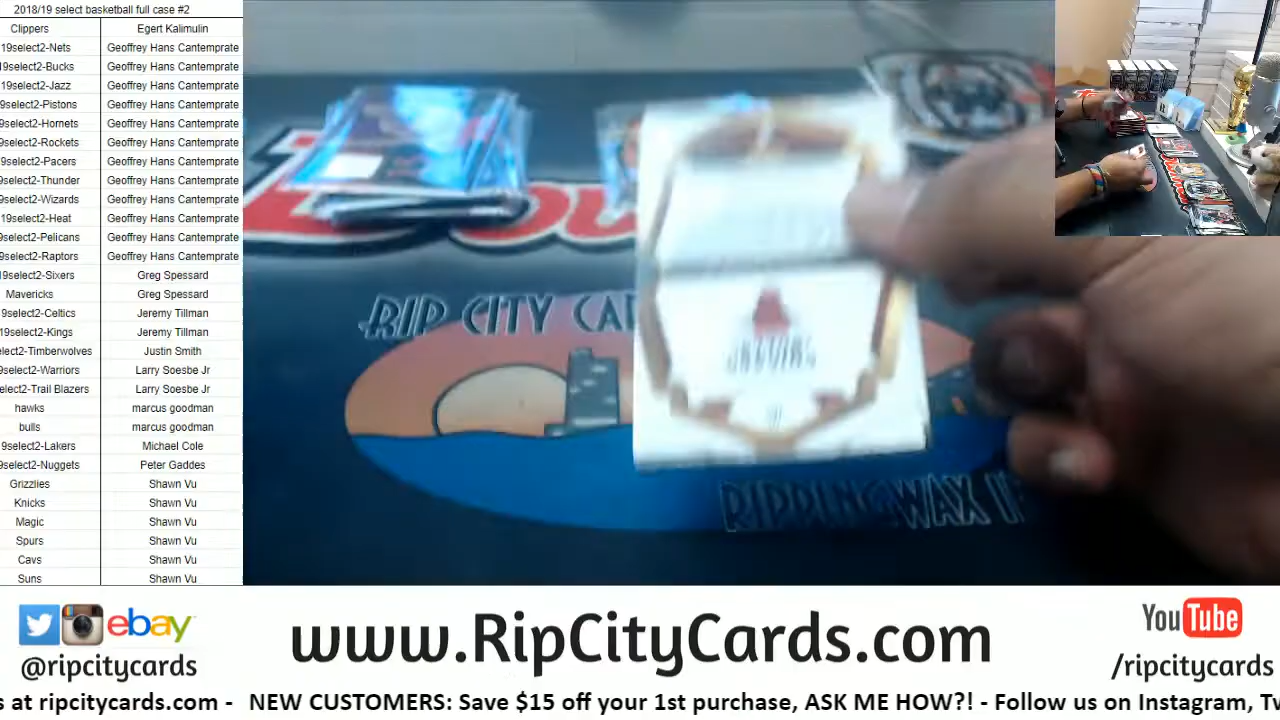 2018/19 select basketball full case #2
Clippers Egert Kalimulin
19select2-Nets Geoffrey Hans Cantemprate
19select2-Bucks Geoffrey Hans Cantemprate
19select2-Jazz Geoffrey Hans Cantemprate
9select2-Pistons Geoffrey Hans Cantemprate
9select2-Hornets Geoffrey Hans Cantemprate
9select2-Rockets Geoffrey Hans Cantemprate
9select2-Pacers Geoffrey Hans Cantemprate
9select2-Thunder Geoffrey Hans Cantemprate
9select2-Wizards Geoffrey Hans Cantemprate
19select2-Heat Geoffrey Hans Cantemprate
9select2-Pelicans Geoffrey Hans Cantemprate
9select2-Raptors Geoffrey Hans Cantemprate
19select2-Sixers Greg Spessard
Mavericks Greg Spessard
9select2-Celtics Jeremy Tillman
19select2-Kings Jeremy Tillman
elect2-Timberwolves Justin Smith
9select2-Warriors Larry Soesbe Jr
elect2-Trail Blazers Larry Soesbe Jr
hawks marcus goodman
bulls marcus goodman
9select2-Lakers Michael Cole
9select2-Nuggets Peter Gaddes
Grizzlies Shawn Vu
Knicks Shawn Vu
Magic Shawn Vu
Spurs Shawn Vu
Cavs Shawn Vu
Suns Shawn Vu
RIP CITY CA
RIPPINGWAX I
ebay
@ripcitycards
www.RipCityCards.com
YouTube
/ripcitycards
s at ripcitycards.com - NEW CUSTOMERS: Save $15 off your 1st purchase, ASK ME HOW?! - Follow us on Instagram, Tw